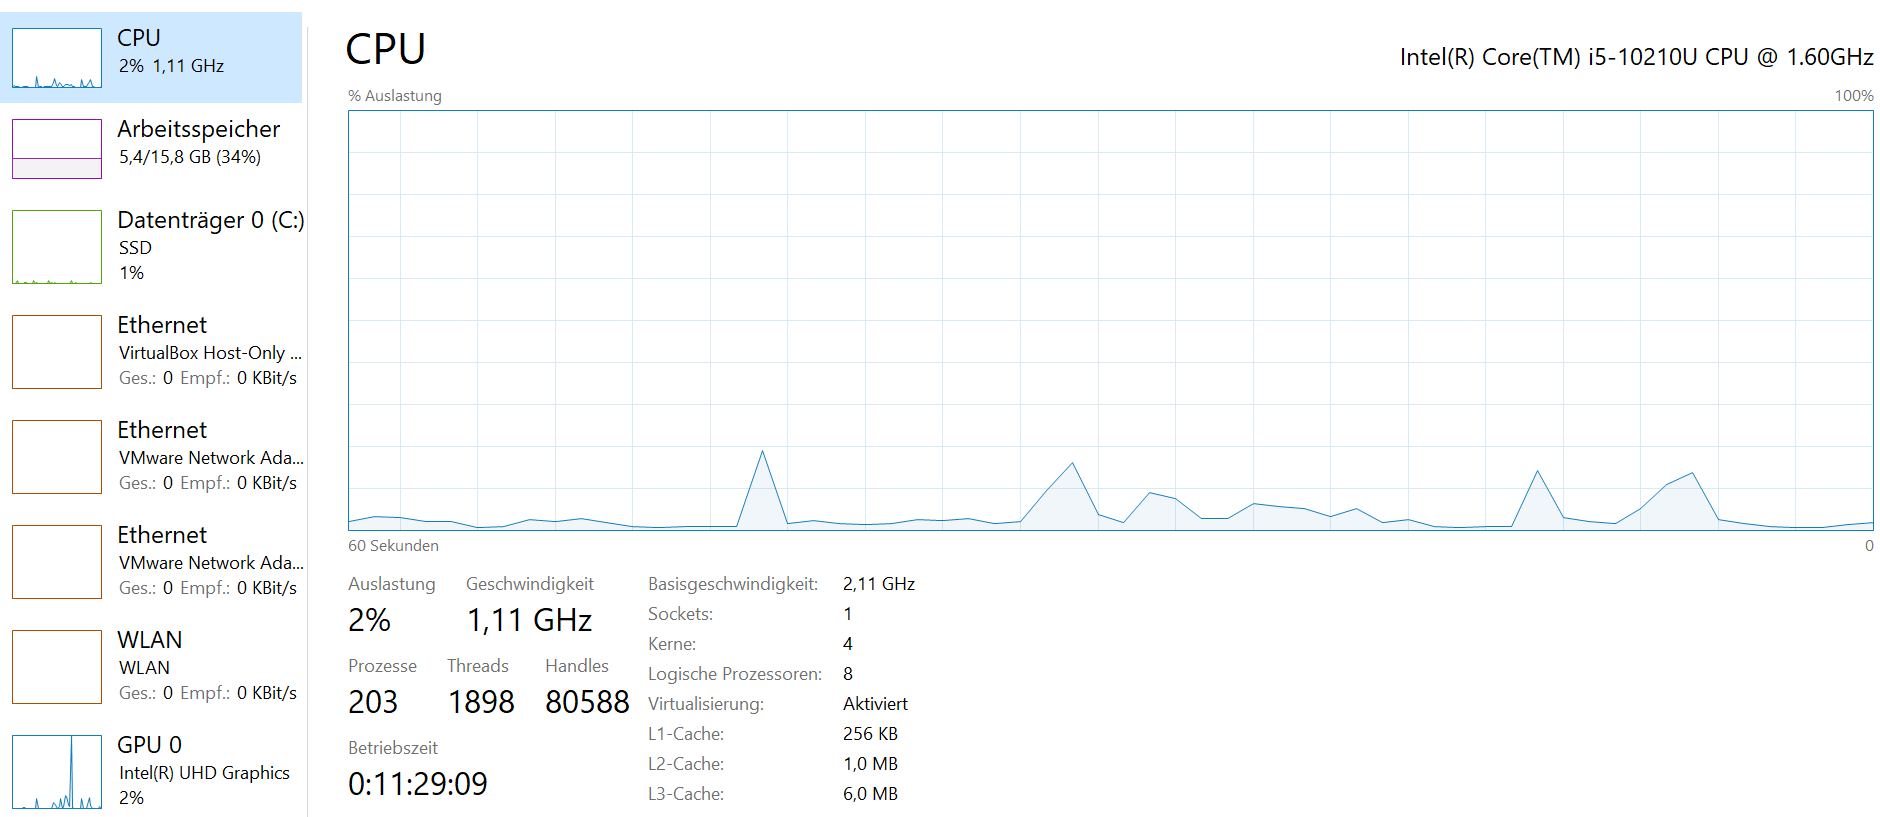 CPU
2% 1,11 GHz
Arbeitsspeicher
5,4/15,8 GB (34%)
Datenträger 0 (C:)
SSD
1%
Ethernet
VirtualBox Host-Only ...
Ges.: 0 Empf.: 0 KBit/s
Ethernet
VMware Network Ada...
Ges.: 0 Empf.: 0 KBit/s
Ethernet
VMware Network Ada...
Ges.: 0 Empf.: 0 KBit/s
WLAN
WLAN
Ges.: 0 Empf.: 0 KBit/s
GPU 0
Intel(R) UHD Graphics
2%
CPU
Intel(R) Core(TM) i5-10210U CPU @ 1.60GHz
% Auslastung
100%
60 Sekunden
0
Auslastung Geschwindigkeit
2% 1,11 GHz
Prozesse Threads Handles
203 1898 80588
Betriebszeit
0:11:29:09
Basisgeschwindigkeit: 2,11 GHz
Sockets: 1
Kerne: 4
Logische Prozessoren: 8
Virtualisierung: Aktiviert
L1-Cache: 256 KB
L2-Cache: 1,0 MB
L3-Cache: 6,0 MB